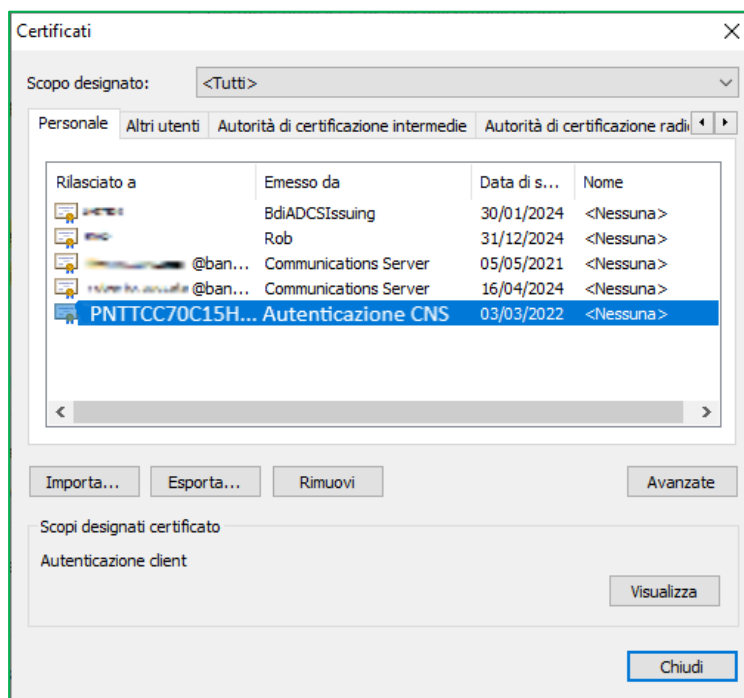 Certificati
Scopo designato: <Tutti>
Personale Altri utenti Autorità di certificazione intermedie Autorità di certificazione radi
Rilasciato a Emesso da Data di s... Nome
BdiADCSIssuing 30/01/2024 <Nessuna>
Rob 31/12/2024 <Nessuna>
@ban... Communications Server 05/05/2021 <Nessuna>
@ban... Communications Server 16/04/2024 <Nessuna>
PNTTCC70C15H... Autenticazione CNS 03/03/2022 <Nessuna>
Importa... Esporta... Rimuovi Avanzate
Scopi designati certificato
Autenticazione client
Visualizza
Chiudi